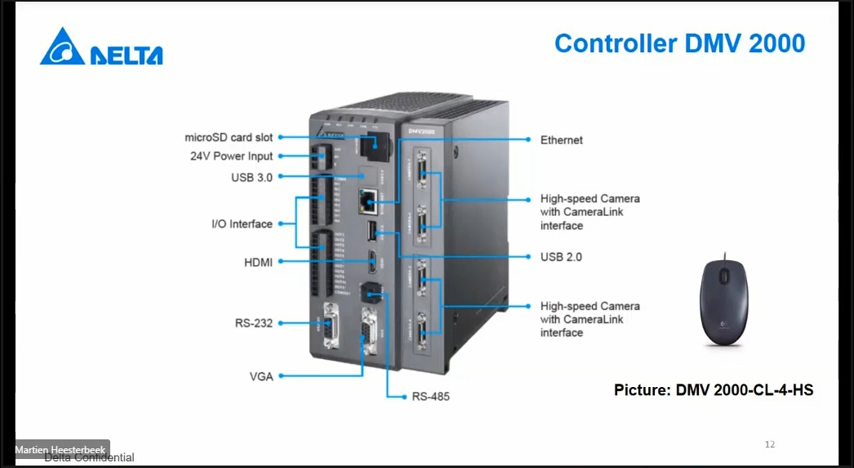 DELTA
Controller DMV 2000
microSD card slot
24V Power Input
USB 3.0
I/O Interface
HDMI
RS-232
VGA
DMV2000
Ethernet
High-speed Camera
with CameraLink
interface
USB 2.0
High-speed Camera
with CameraLink
interface
RS-485
Picture: DMV 2000-CL-4-HS
12
Martien Heesterbeek
Delta Confidential